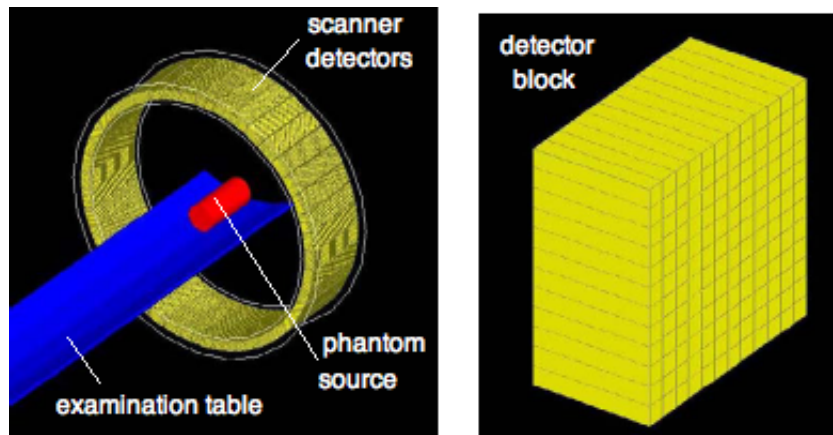 scanner
detectors
phantom
source
examination table
detector
block